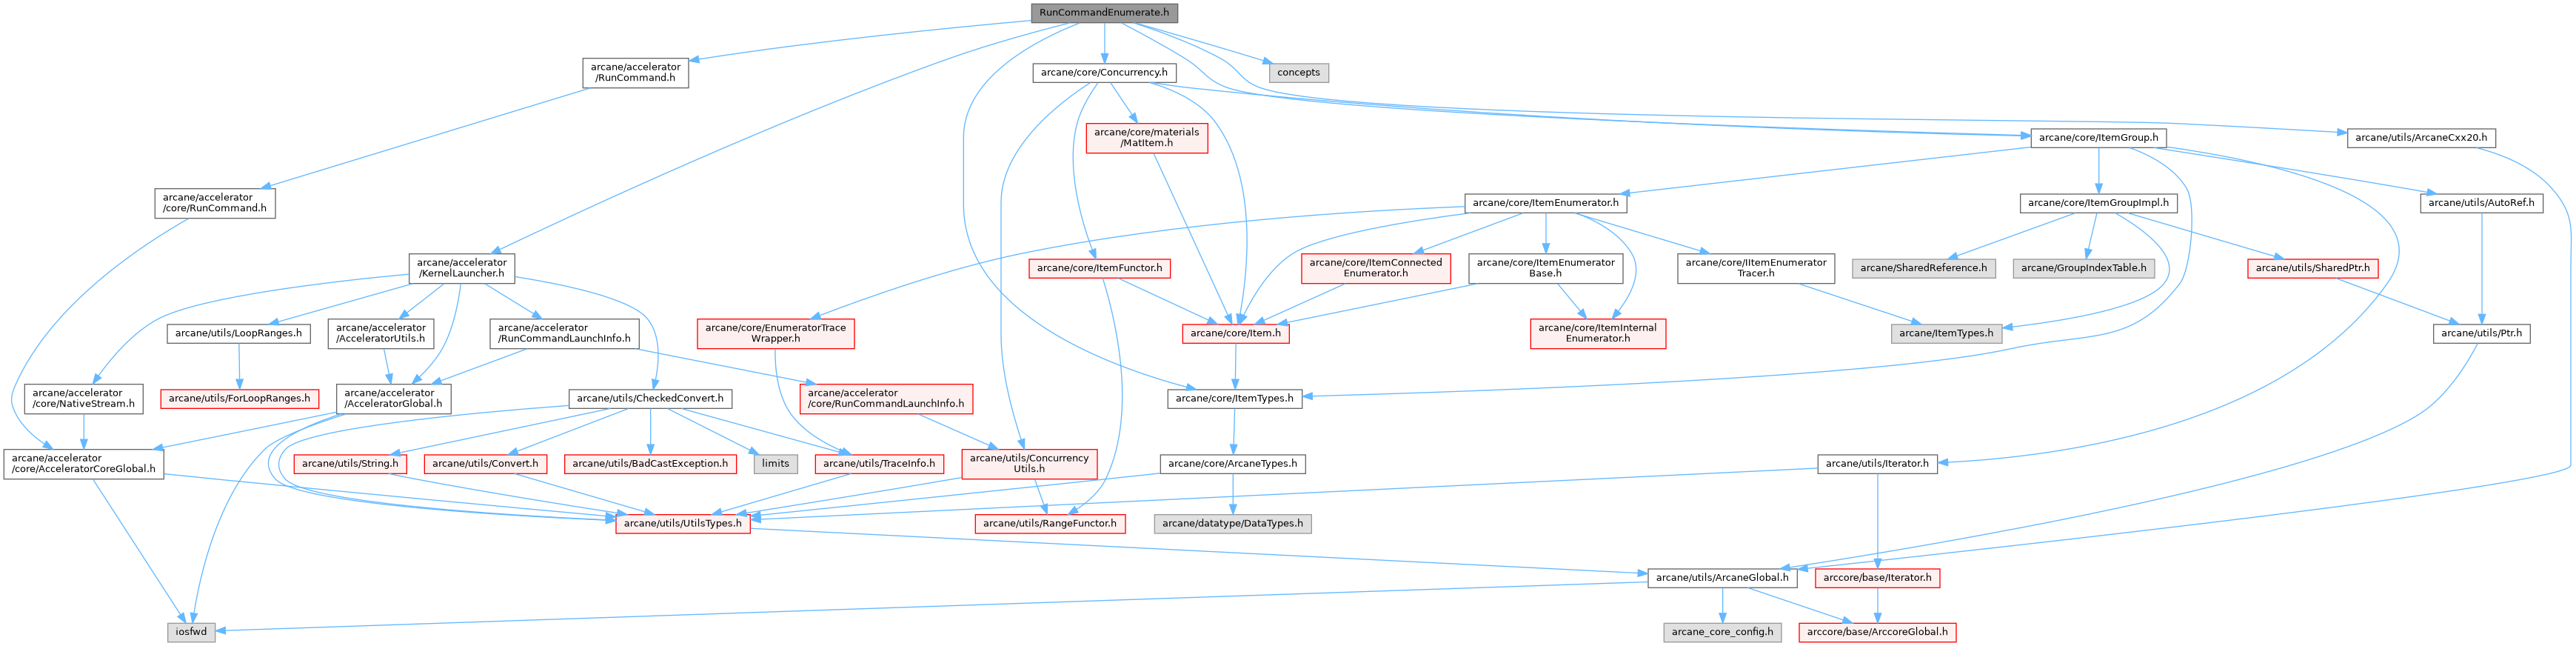 RunCommandEnumerate.h
arcane/accelerator
/RunCommand.h
arcane/core/Concurrency.h
concepts
arcane/core/materials
/MatItem.h
arcane/core/ItemGroup.h
arcane/utils/ArcaneCxx20.h
arcane/accelerator
/core/RunCommand.h
arcane/core/ItemEnumerator.h
arcane/core/ItemGroupImpl.h
arcane/utils/AutoRef.h
arcane/accelerator
/KernelLauncher.h
arcane/core/ItemFunctor.h
arcane/core/ItemConnected
Enumerator.h
arcane/core/ItemEnumerator
Base.h
arcane/core/IItemEnumerator
Tracer.h
arcane/SharedReference.h
arcane/GroupIndexTable.h
arcane/utils/SharedPtr.h
arcane/utils/LoopRanges.h
arcane/accelerator
/AcceleratorUtils.h
arcane/accelerator
/RunCommandLaunchInfo.h
arcane/core/EnumeratorTrace
Wrapper.h
arcane/core/Item.h
arcane/core/ItemInternal
Enumerator.h
arcane/ItemTypes.h
arcane/utils/Ptr.h
arcane/accelerator
/core/NativeStream.h
arcane/utils/ForLoopRanges.h
arcane/accelerator
/AcceleratorGlobal.h
arcane/utils/CheckedConvert.h
arcane/accelerator
/core/RunCommandLaunchInfo.h
arcane/core/ItemTypes.h
arcane/accelerator
/core/AcceleratorCoreGlobal.h
arcane/utils/String.h
arcane/utils/Convert.h
arcane/utils/BadCastException.h
limits
arcane/utils/TraceInfo.h
arcane/utils/Concurrency
Utils.h
arcane/core/ArcaneTypes.h
arcane/utils/Iterator.h
arcane/utils/UtilsTypes.h
arcane/utils/RangeFunctor.h
arcane/datatype/DataTypes.h
arcane/utils/ArcaneGlobal.h
arccore/base/Iterator.h
iosfwd
arcane_core_config.h
arccore/base/ArccoreGlobal.h